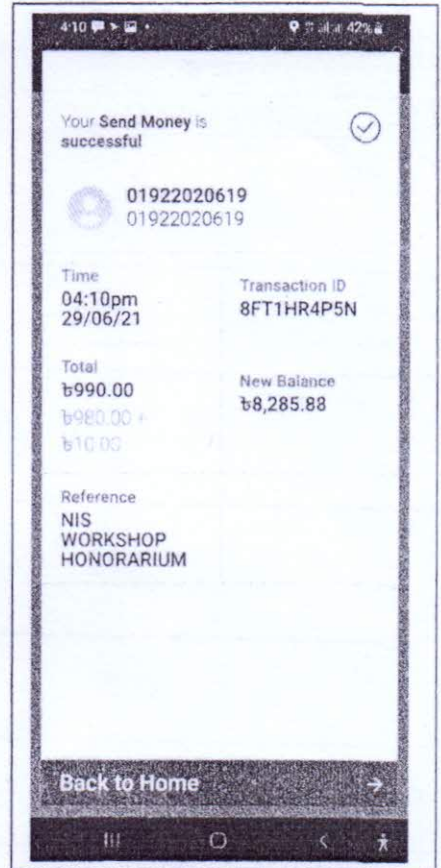 4:10
42%
Your Send Money is
successful
01922020619
01922020619
Time
04:10pm
29/06/21
Transaction ID
8FT1HR4P5N
Total
৳990.00
৳980.00 +
৳10.00
New Balance
৳8,285.88
Reference
NIS
WORKSHOP
HONORARIUM
Back to Home